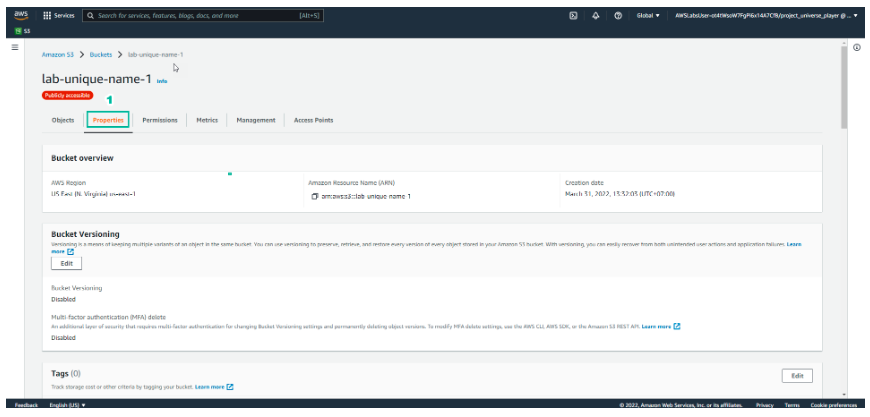 aws
Services
Search for services, features, blogs, docs, and more
[Alt+S]
Global ▼
S3
Amazon S3 > Buckets > lab-unique-name-1
lab-unique-name-1 Info
Publicly accessible
1
Objects Properties Permissions Metrics Management Access Points
Bucket overview
AWS Region
US East (N. Virginia) us-east-1
Amazon Resource Name (ARN)
arn:aws:s3:::lab-unique-name-1
Creation date
March 31, 2022, 13:32:03 (UTC+07:00)
Bucket Versioning
Versioning is a means of keeping multiple variants of an object in the same bucket. You can use versioning to preserve, retrieve, and restore every version of every object stored in your Amazon S3 bucket. With versioning, you can easily recover from both unintended user actions and application failures. Learn
more
Edit
Bucket Versioning
Disabled
Multi-factor authentication (MFA) delete
An additional layer of security that requires multi-factor authentication for changing Bucket Versioning settings and permanently deleting object versions. To modify MFA delete settings, use the AWS CLI, AWS SDK, or the Amazon S3 REST API. Learn more
Disabled
Tags (0)
Track storage cost or other criteria by tagging your bucket. Learn more
Edit
Feedback English (US) ▼
© 2022, Amazon Web Services, Inc. or its affiliates. Privacy Terms Cookie preferences